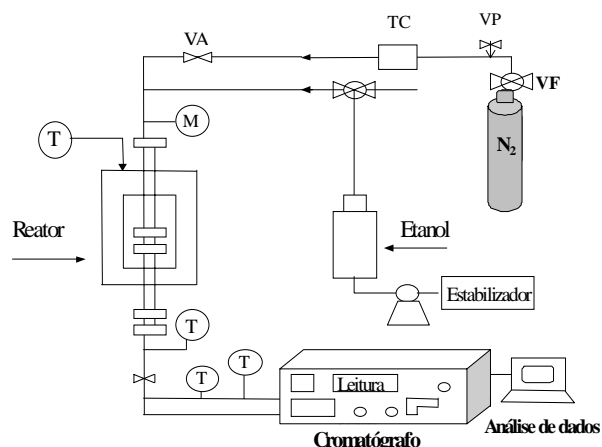 VP
TC
VA
VF
M
T
N₂
Reator
Etanol
Estabilizador
T
T
T
Leitura
Análise de dados
Cromatógrafo